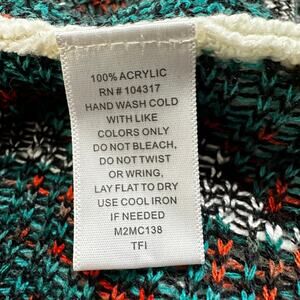 100% ACRYLIC
RN # 104317
HAND WASH COLD
WITH LIKE
COLORS ONLY
DO NOT BLEACH,
DO NOT TWIST
OR WRING,
LAY FLAT TO DRY
USE COOL IRON
IF NEEDED
M2MC138
TFI